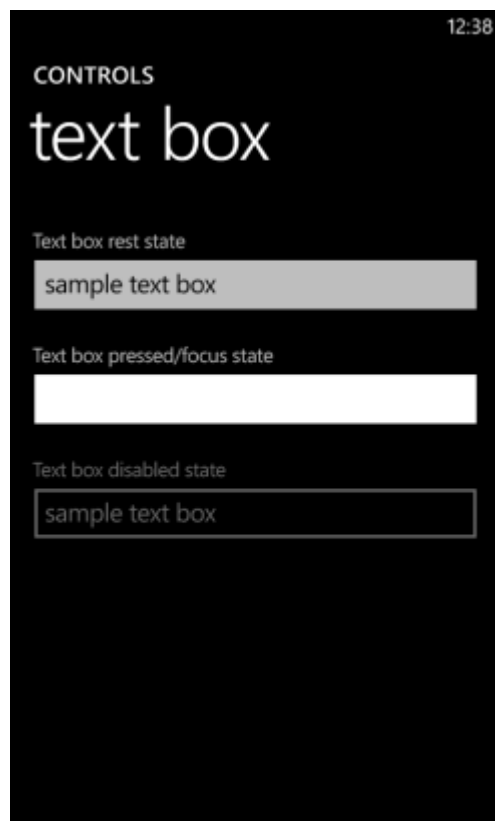 12:38
CONTROLS
text box
Text box rest state
sample text box
Text box pressed/focus state
Text box disabled state
sample text box